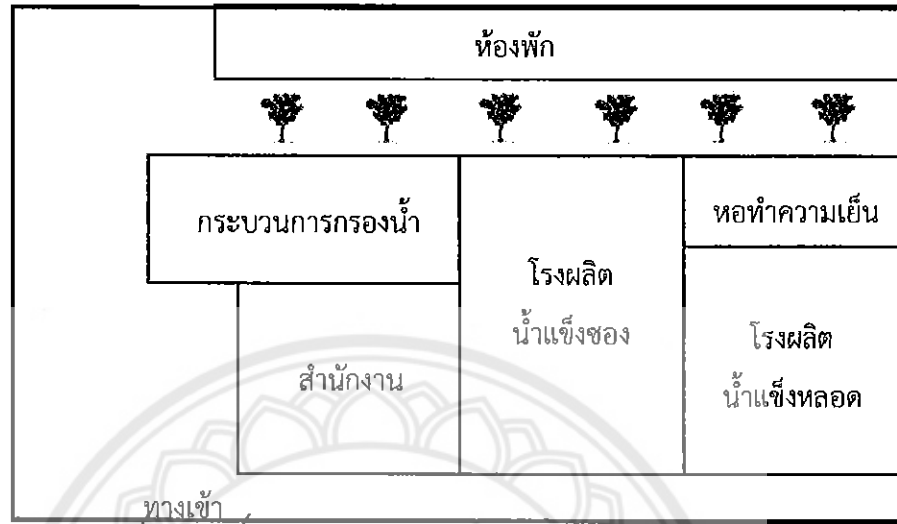 ห้องพัก
กระบวนการกรองน้ำ
หอทำความเย็น
โรงผลิต
น้ำแข็งซอง
โรงผลิต
น้ำแข็งหลอด
สำนักงาน
ทางเข้า